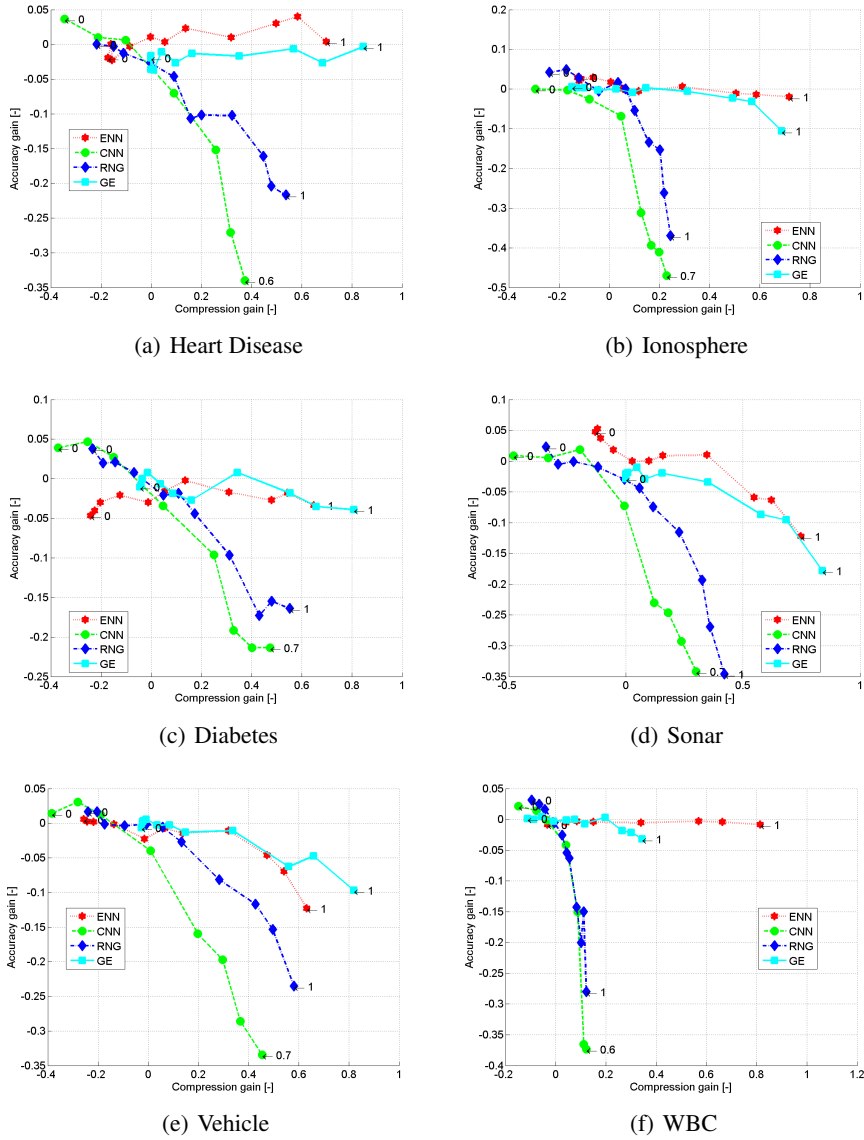 0.05
0
-0.05
-0.1
-0.15
-0.2
-0.25
-0.3
-0.35
Accuracy gain [-]
-0.4 -0.2 0 0.2 0.4 0.6 0.8 1
Compression gain [-]
ENN
CNN
RNG
GE
0
0
0
1
1
1
0.6
(a) Heart Disease
0.2
0.1
0
-0.1
-0.2
-0.3
-0.4
-0.5
Accuracy gain [-]
-0.4 -0.2 0 0.2 0.4 0.6 0.8 1
Compression gain [-]
ENN
CNN
RNG
GE
0
0
0
0
1
1
1
0.7
(b) Ionosphere
0.1
0.05
0
-0.05
-0.1
-0.15
-0.2
-0.25
Accuracy gain [-]
-0.4 -0.2 0 0.2 0.4 0.6 0.8 1
Compression gain [-]
ENN
CNN
RNG
GE
0
0
0
0
1
1
1
0.7
(c) Diabetes
0.1
0.05
0
-0.05
-0.1
-0.15
-0.2
-0.25
-0.3
-0.35
Accuracy gain [-]
-0.5 0 0.5 1
Compression gain [-]
ENN
CNN
RNG
GE
0
0
0
0
1
1
1
0.7
(d) Sonar
0.05
0
-0.05
-0.1
-0.15
-0.2
-0.25
-0.3
-0.35
Accuracy gain [-]
-0.4 -0.2 0 0.2 0.4 0.6 0.8 1
Compression gain [-]
ENN
CNN
RNG
GE
0
0
0
0
1
1
1
0.7
(e) Vehicle
0.05
0
-0.05
-0.1
-0.15
-0.2
-0.25
-0.3
-0.35
-0.4
Accuracy gain [-]
-0.2 0 0.2 0.4 0.6 0.8 1 1.2
Compression gain [-]
ENN
CNN
RNG
GE
0
0
0
0
1
1
1
0.6
(f) WBC